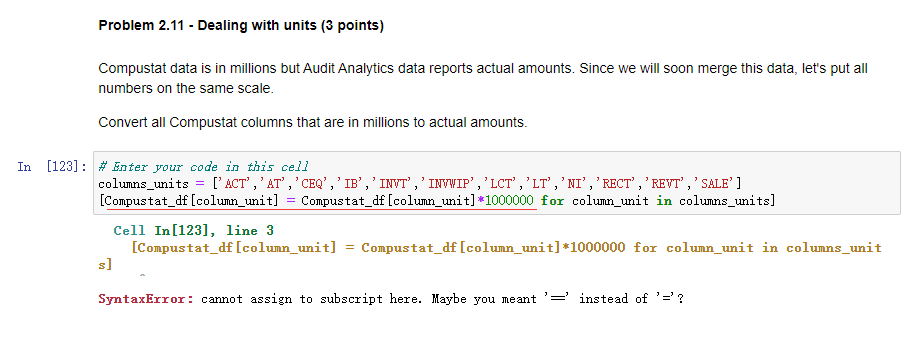 Problem 2.11 - Dealing with units (3 points)
Compustat data is in millions but Audit Analytics data reports actual amounts. Since we will soon merge this data, let's put all
numbers on the same scale.
Convert all Compustat columns that are in millions to actual amounts.
In [123]: # Enter your code in this cell
columns_units = ['ACT','AT','CEQ','IB','INVT','INVWIP','LCT','LT','NI','RECT','REVT','SALE']
[Compustat_df[column_unit] = Compustat_df[column_unit]*1000000 for column_unit in columns_units]
Cell In[123], line 3
[Compustat_df[column_unit] = Compustat_df[column_unit]*1000000 for column_unit in columns_unit
s]
^
SyntaxError: cannot assign to subscript here. Maybe you meant '==' instead of '='?